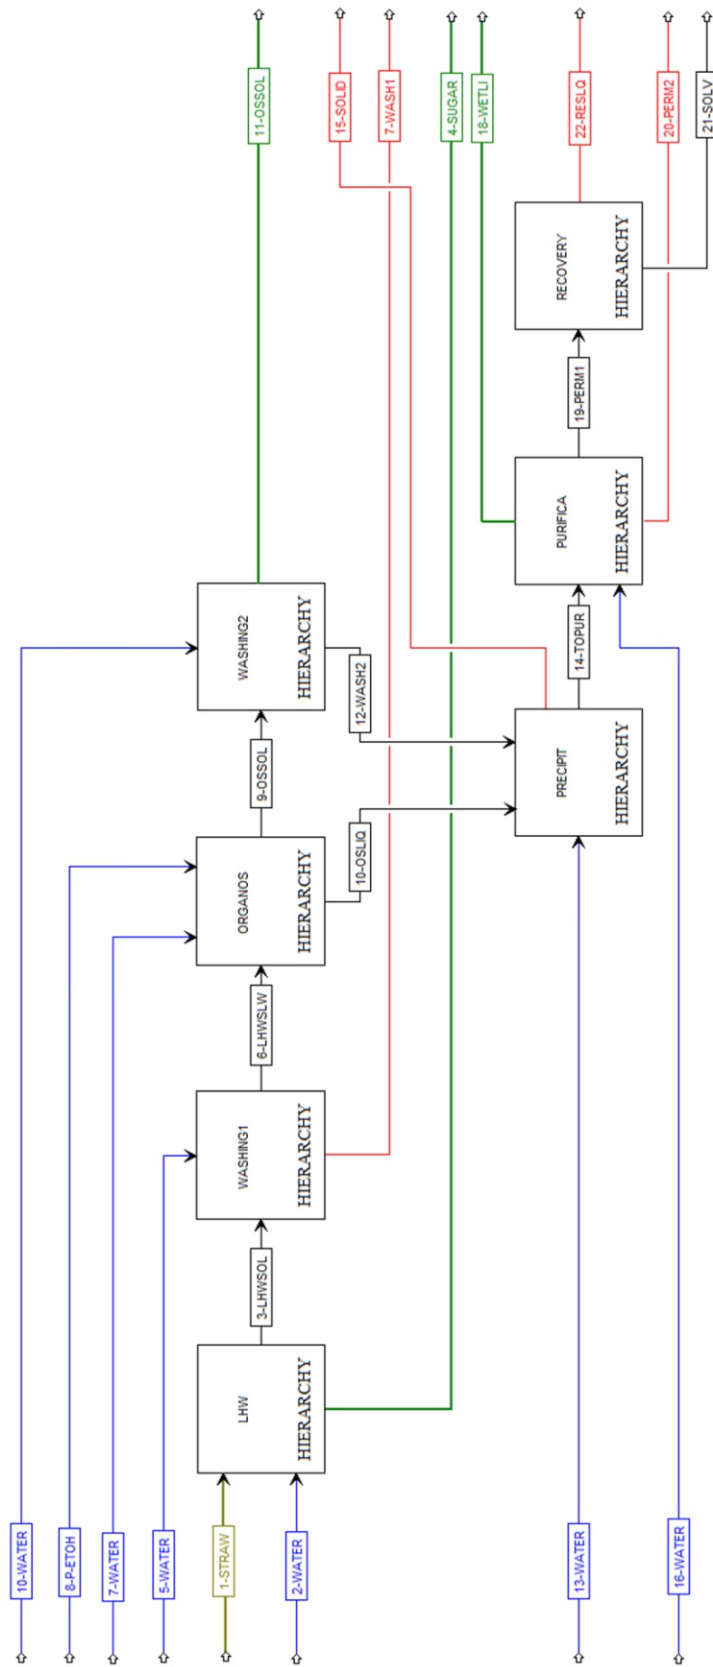 10-WATER
8-P-ETOH
7-WATER
5-WATER
1-STRAW
2-WATER
13-WATER
16-WATER
LHW
HIERARCHY
3-LHWSOL
WASHING1
HIERARCHY
6-LHWSLW
ORGANOS
HIERARCHY
9-OSSOL
10-OSLIQ
WASHING2
HIERARCHY
12-WASH2
PRECIPIT
HIERARCHY
14-TOPUR
PURIFICA
HIERARCHY
19-PERM1
RECOVERY
HIERARCHY
11-OSSOL
15-SOLID
7-WASH1
4-SUGAR
18-WETLI
22-RESLQ
20-PERM2
21-SOLV